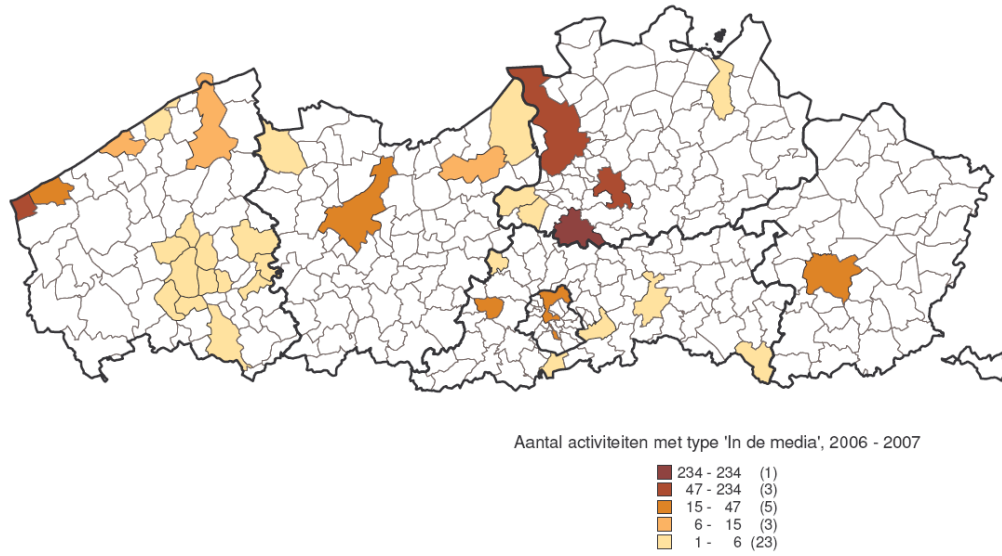 Aantal activiteiten met type 'In de media', 2006 - 2007
234 - 234 (1)
47 - 234 (3)
15 - 47 (5)
6 - 15 (3)
1 - 6 (23)